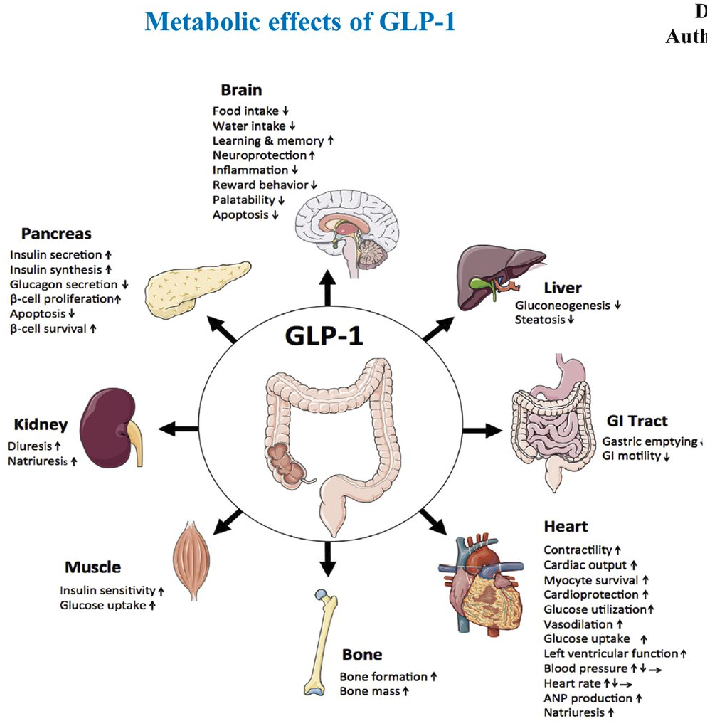 Metabolic effects of GLP-1
D
Auth
Brain
Food intake ↓
Water intake ↓
Learning & memory ↑
Neuroprotection ↑
Inflammation ↓
Reward behavior ↓
Palatability ↓
Apoptosis ↓
Pancreas
Insulin secretion ↑
Insulin synthesis ↑
Glucagon secretion ↓
β-cell proliferation↑
Apoptosis ↓
β-cell survival ↑
Liver
Gluconeogenesis ↓
Steatosis ↓
GLP-1
Kidney
Diuresis ↑
Natriuresis ↑
GI Tract
Gastric emptying ↓
GI motility ↓
Muscle
Insulin sensitivity ↑
Glucose uptake ↑
Heart
Contractility ↑
Cardiac output ↑
Myocyte survival ↑
Cardioprotection ↑
Glucose utilization↑
Vasodilation ↑
Glucose uptake ↑
Left ventricular function ↑
Blood pressure ↑↓→
Heart rate ↑↓→
ANP production ↑
Natriuresis ↑
Bone
Bone formation ↑
Bone mass ↑